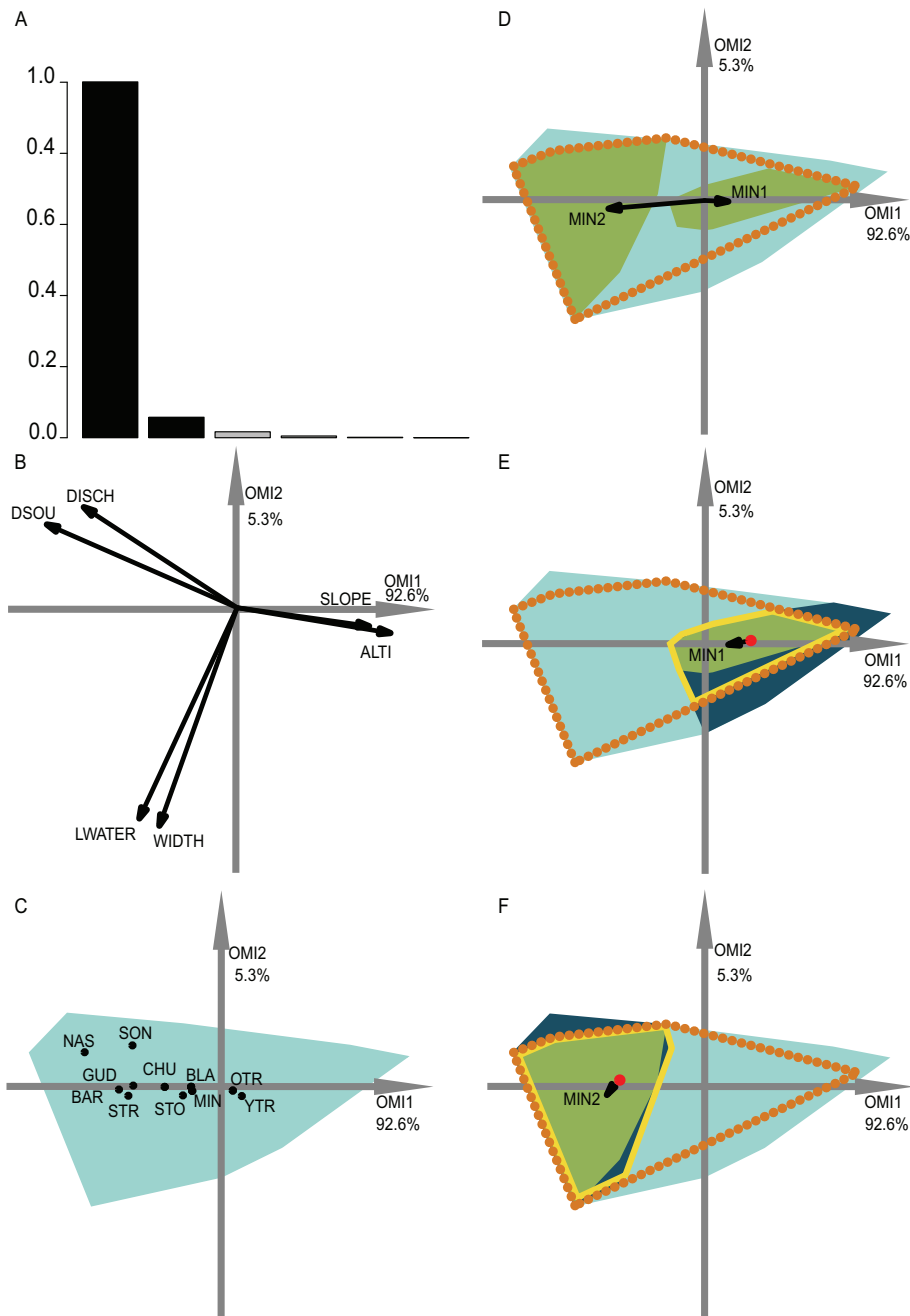 A
1.0
0.4
0.6
0.4
0.2
0.0
B
OMI2
5.3%
DISCH
DSOU
OMI1
92.6%
SLOPE
ALTI
LWATER
WIDTH
C
OMI2
5.3%
NAS
SON
GUD
CHU
BLA
OTR
BAR
STR
STO
MIN
YTR
OMI1
92.6%
D
OMI2
5.3%
MIN1
MIN2
OMI1
92.6%
E
OMI2
5.3%
MIN1
OMI1
92.6%
F
OMI2
5.3%
MIN2
OMI1
92.6%